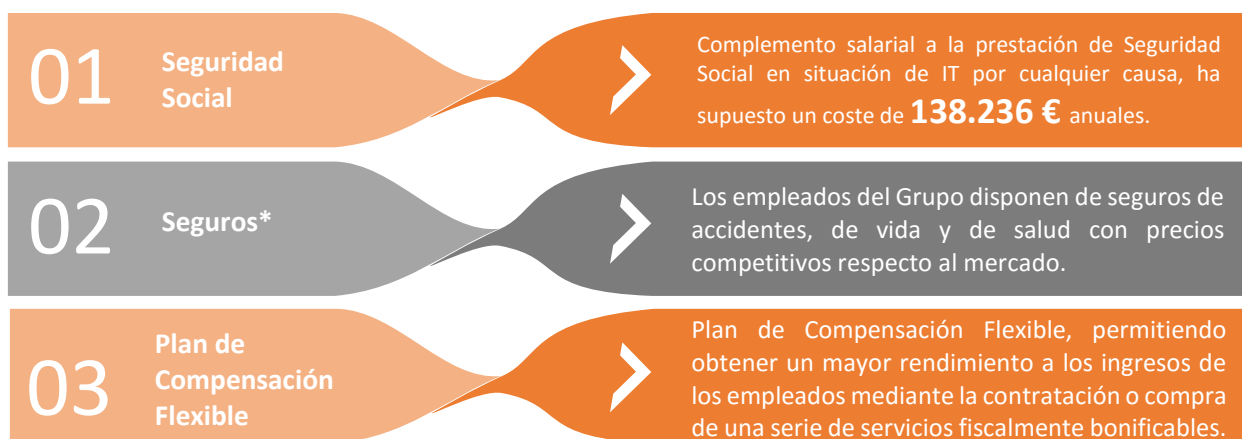 01
Seguridad
Social
Complemento salarial a la prestación de Seguridad
Social en situación de IT por cualquier causa, ha
supuesto un coste de 138.236 € anuales.
02
Seguros*
Los empleados del Grupo disponen de seguros de
accidentes, de vida y de salud con precios
competitivos respecto al mercado.
03
Plan de
Compensación
Flexible
Plan de Compensación Flexible, permitiendo
obtener un mayor rendimiento a los ingresos de
los empleados mediante la contratación o compra
de una serie de servicios fiscalmente bonificables.